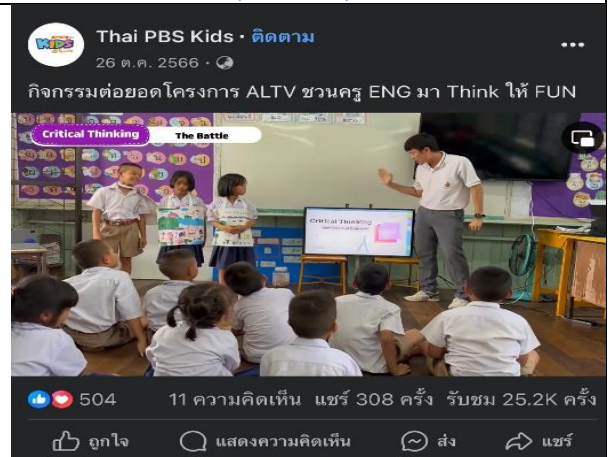 KIDS
Thai PBS Kids · ติดตาม
26 ต.ค. 2566
กิจกรรมต่อยอดโครงการ ALTV ชวนครู ENG มา Think ให้ FUN
Critical Thinking The Battle
Critical Thinking
504 11 ความคิดเห็น แชร์ 308 ครั้ง รับชม 25.2K ครั้ง
ถูกใจ แสดงความคิดเห็น ส่ง แชร์